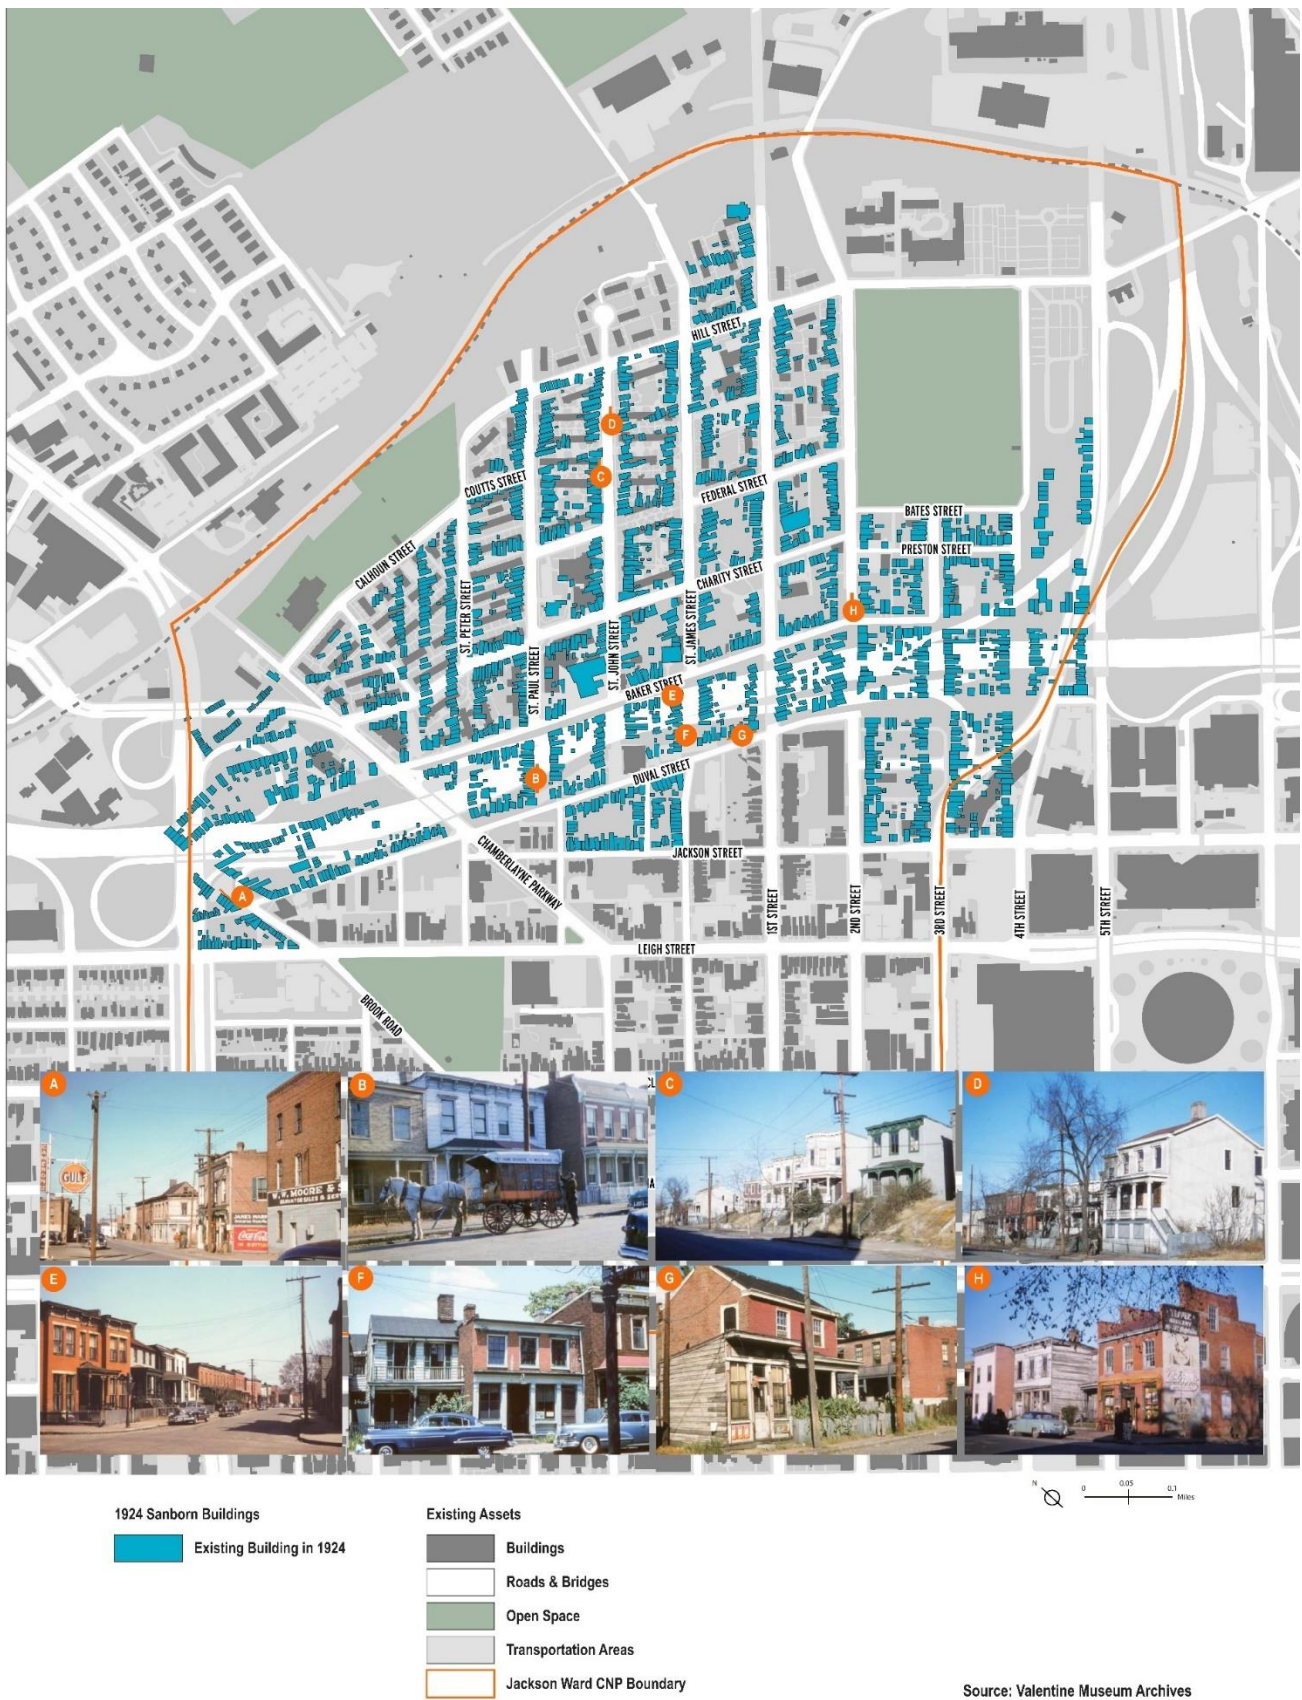 HILL STREET
D
C
COUTTS STREET
FEDERAL STREET
BATES STREET
PRESTON STREET
CALHOUN STREET
CHARITY STREET
H
ST. PETER STREET
ST. JAMES STREET
ST. JOHN STREET
ST. PAUL STREET
BAKER STREET
E
F
G
B
DUVAL STREET
CHAMBERLAYNE PARKWAY
JACKSON STREET
A
1ST STREET
2ND STREET
3RD STREET
4TH STREET
5TH STREET
LEIGH STREET
BROOK ROAD
A
GULF
W.W. MOORE & S
Coca-Cola
B
C
D
E
F
G
H
N
0
0.05
0.1
Miles
1924 Sanborn Buildings
Existing Building in 1924
Existing Assets
Buildings
Roads & Bridges
Open Space
Transportation Areas
Jackson Ward CNP Boundary
Source: Valentine Museum Archives